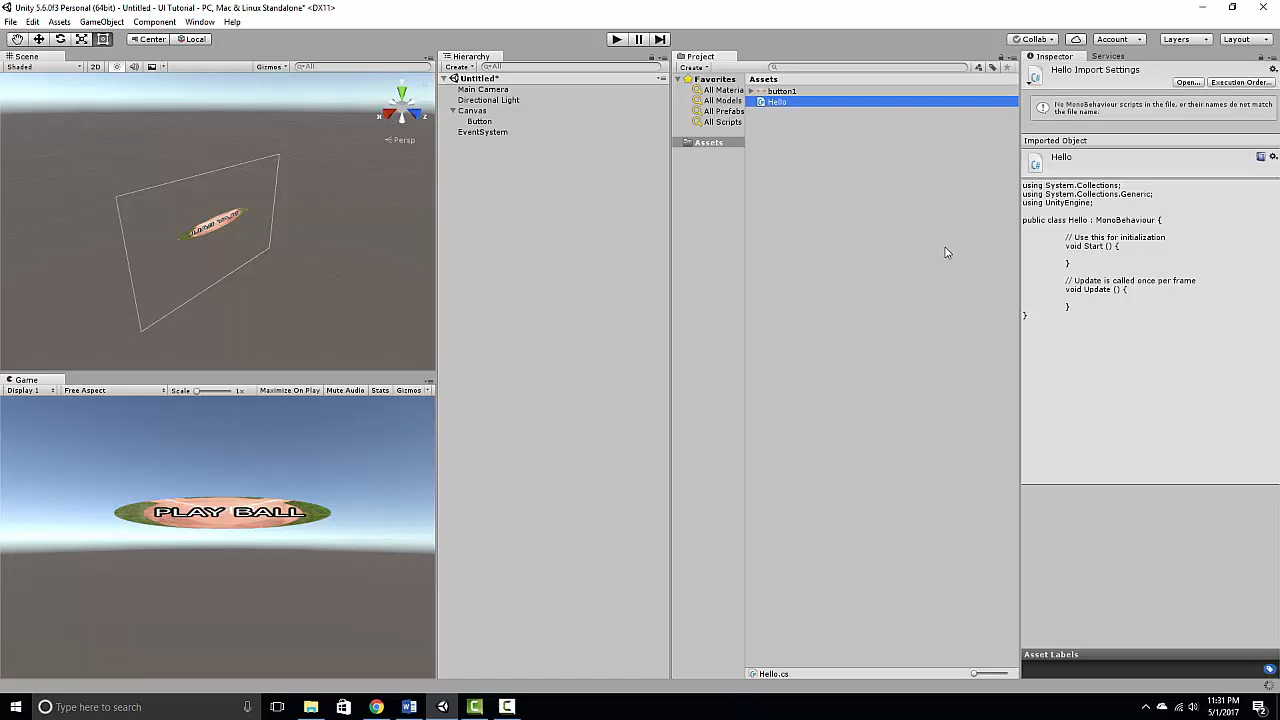 Unity 5.6.0f3 Personal (64bit) - Untitled - UI Tutorial - PC, Mac & Linux Standalone* <DX11>
File Edit Assets GameObject Component Window Help
Center Local
Collab Account Layers Layout
Scene
Shaded 2D Gizmos All
y
x z
Persp
Game
Display 1 Free Aspect Scale 1x Maximize On Play Mute Audio Stats Gizmos
PLAY BALL
PLAY BALL
Hierarchy
Create All
Untitled*
Main Camera
Directional Light
Canvas
Button
EventSystem
Project
Create
Favorites
All Materia
All Models
All Prefabs
All Scripts
Assets
Assets
button1
Hello
Hello.cs
Inspector Services
Hello Import Settings
Open... Execution Order...
No MonoBehaviour scripts in the file, or their names do not match
the file name.
Imported Object
Hello
using System.Collections;
using System.Collections.Generic;
using UnityEngine;
public class Hello : MonoBehaviour {
// Use this for initialization
void Start () {
}
// Update is called once per frame
void Update () {
}
}
Asset Labels
Type here to search
11:31 PM
5/1/2017
2